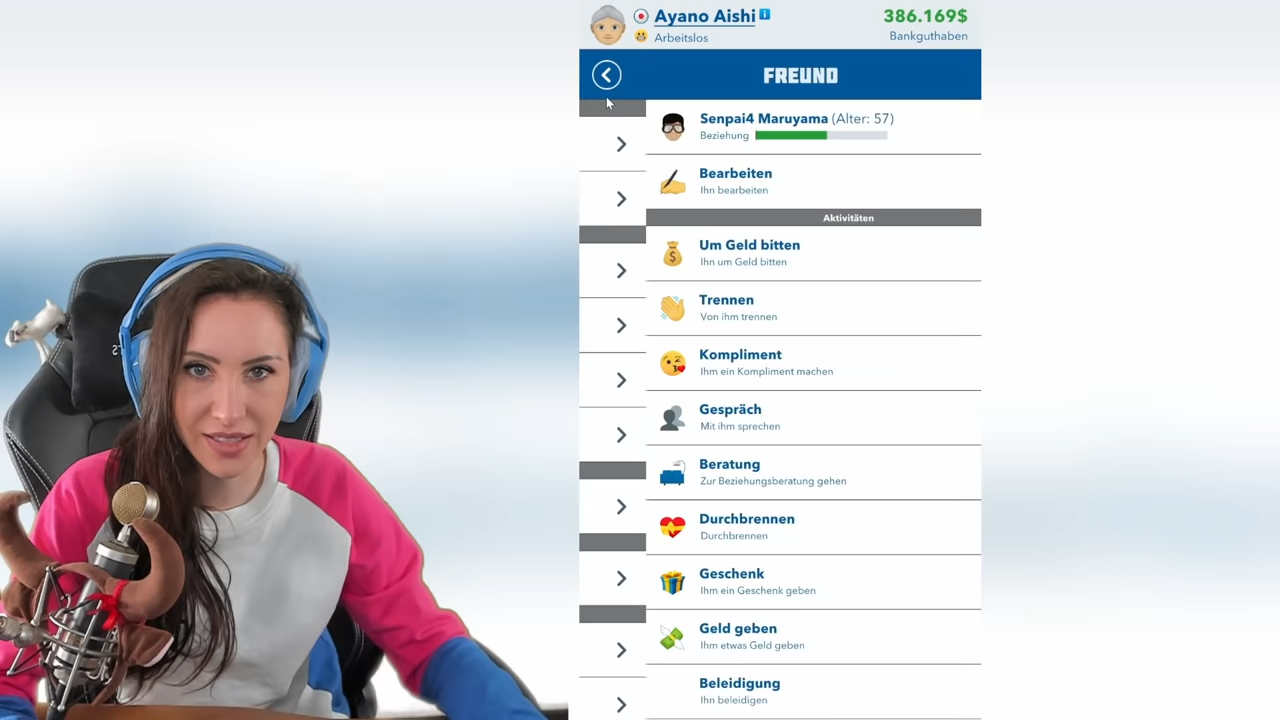 Ayano Aishi
Arbeitslos
386.169$
Bankguthaben
FREUND
Senpai4 Maruyama (Alter: 57)
Beziehung
Bearbeiten
Ihn bearbeiten
Aktivitäten
Um Geld bitten
Ihn um Geld bitten
Trennen
Von ihm trennen
Kompliment
Ihm ein Kompliment machen
Gespräch
Mit ihm sprechen
Beratung
Zur Beziehungsberatung gehen
Durchbrennen
Durchbrennen
Geschenk
Ihm ein Geschenk geben
Geld geben
Ihm etwas Geld geben
Beleidigung
Ihn beleidigen